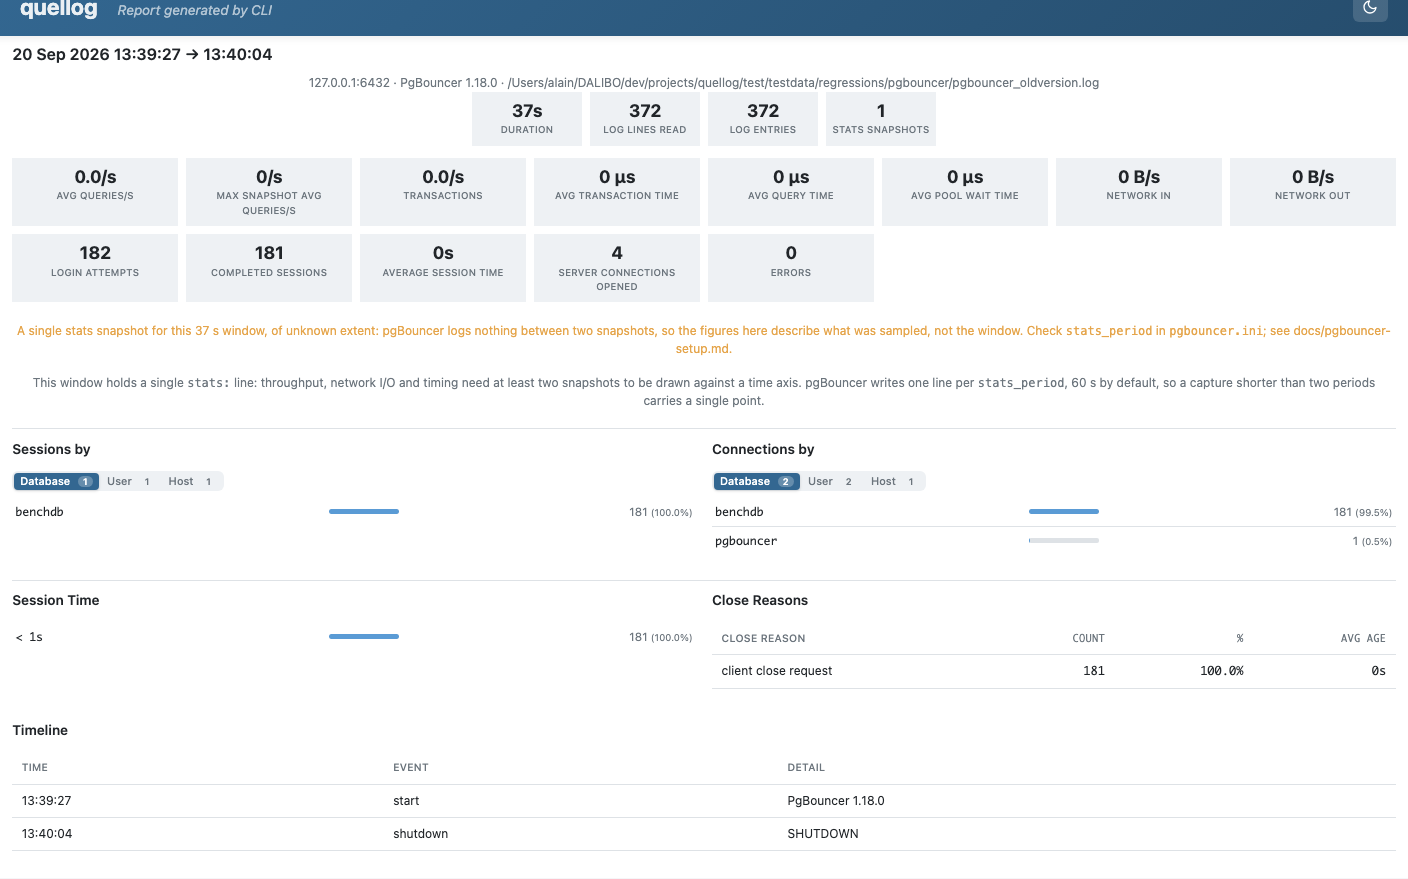 quellog Report generated by CLI
20 Sep 2026 13:39:27 → 13:40:04
127.0.0.1:6432 · PgBouncer 1.18.0 · /Users/alain/DALIBO/dev/projects/quellog/test/testdata/regressions/pgbouncer/pgbouncer_oldversion.log
37s 372 372 1
DURATION LOG LINES READ LOG ENTRIES STATS SNAPSHOTS
0.0/s 0/s 0.0/s 0 µs 0 µs 0 µs 0 B/s 0 B/s
AVG QUERIES/S MAX SNAPSHOT AVG TRANSACTIONS AVG TRANSACTION TIME AVG QUERY TIME AVG POOL WAIT TIME NETWORK IN NETWORK OUT
QUERIES/S
182 181 0s 4 0
LOGIN ATTEMPTS COMPLETED SESSIONS AVERAGE SESSION TIME SERVER CONNECTIONS ERRORS
OPENED
A single stats snapshot for this 37 s window, of unknown extent: pgBouncer logs nothing between two snapshots, so the figures here describe what was sampled, not the window. Check stats_period in pgbouncer.ini; see docs/pgbouncer-
setup.md.
This window holds a single stats: line: throughput, network I/O and timing need at least two snapshots to be drawn against a time axis. pgBouncer writes one line per stats_period, 60 s by default, so a capture shorter than two periods
carries a single point.
Sessions by
Database 1 User 1 Host 1
benchdb 181 (100.0%)
Connections by
Database 2 User 2 Host 1
benchdb 181 (99.5%)
pgbouncer 1 (0.5%)
Session Time
< 1s 181 (100.0%)
Close Reasons
CLOSE REASON COUNT % AVG AGE
client close request 181 100.0% 0s
Timeline
TIME EVENT DETAIL
13:39:27 start PgBouncer 1.18.0
13:40:04 shutdown SHUTDOWN